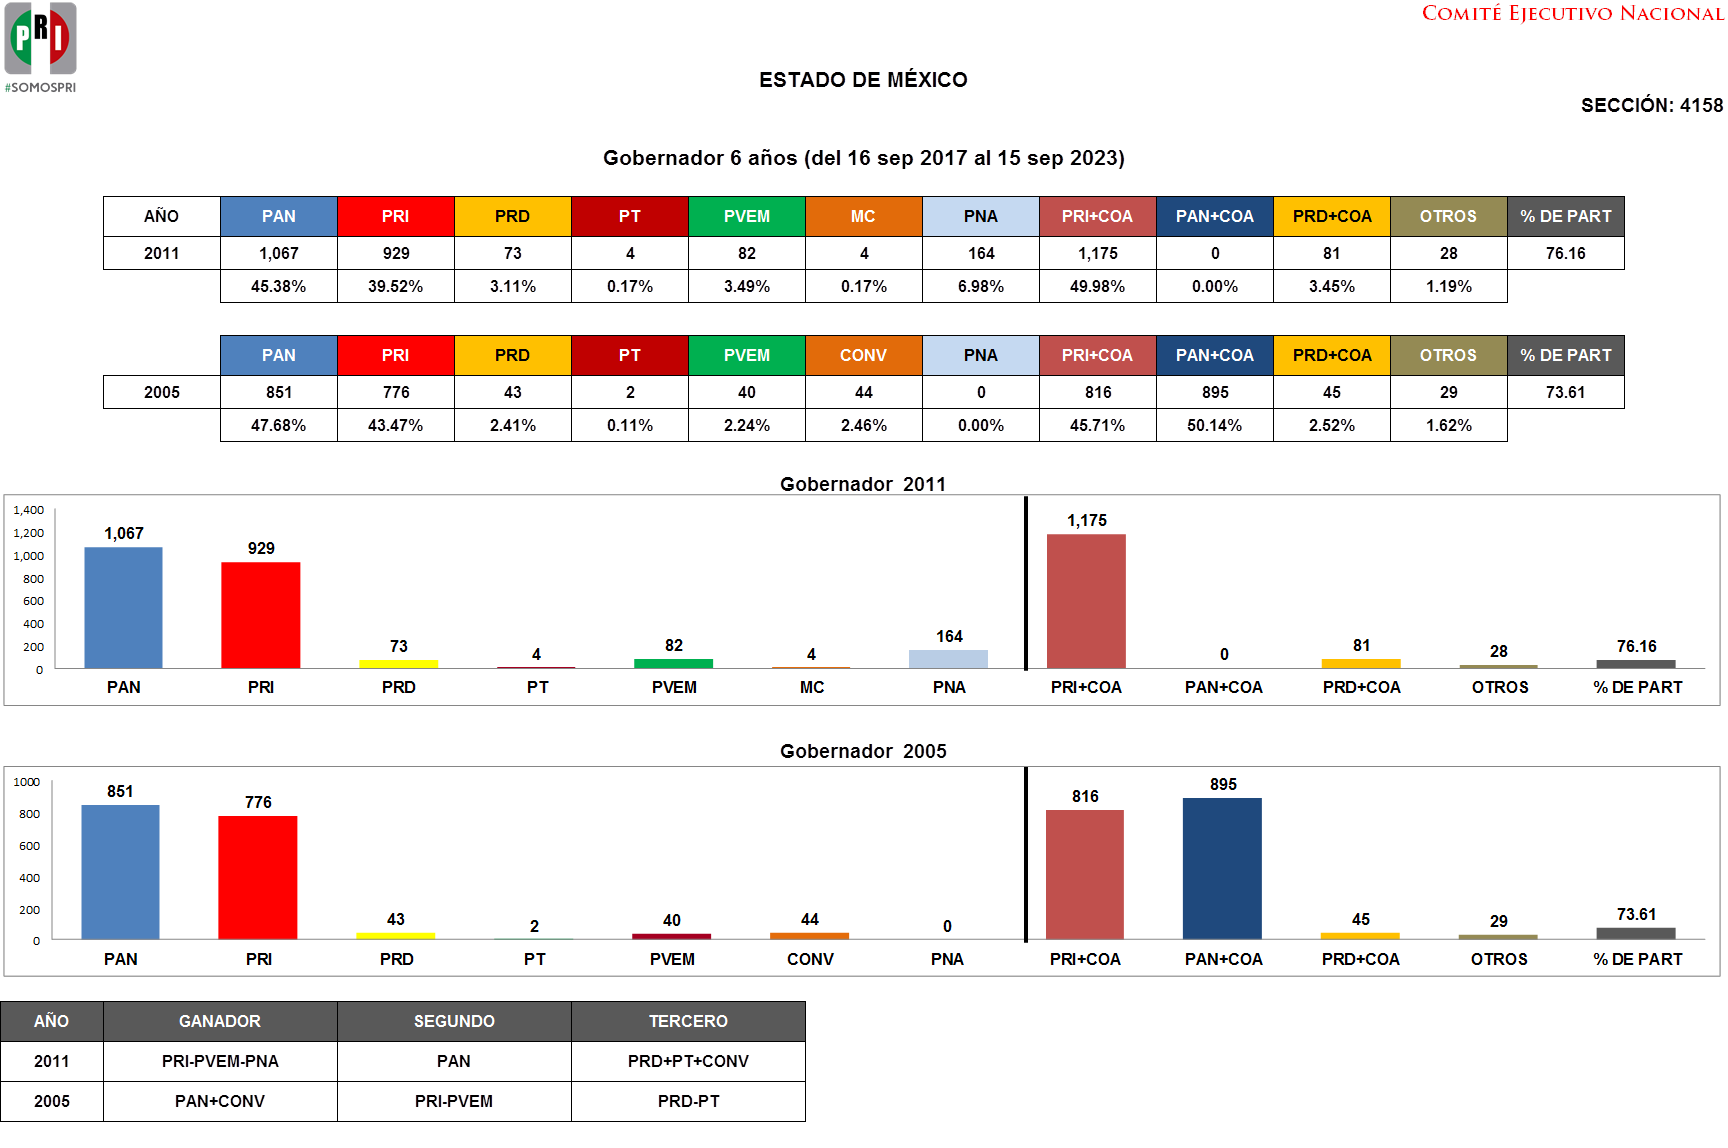 PRI
#SOMOSPRI
COMITÉ EJECUTIVO NACIONAL
ESTADO DE MÉXICO
SECCIÓN: 4158
Gobernador 6 años (del 16 sep 2017 al 15 sep 2023)
AÑO PAN PRI PRD PT PVEM MC PNA PRI+COA PAN+COA PRD+COA OTROS % DE PART
2011 1,067 929 73 4 82 4 164 1,175 0 81 28 76.16
45.38% 39.52% 3.11% 0.17% 3.49% 0.17% 6.98% 49.98% 0.00% 3.45% 1.19%
PAN PRI PRD PT PVEM CONV PNA PRI+COA PAN+COA PRD+COA OTROS % DE PART
2005 851 776 43 2 40 44 0 816 895 45 29 73.61
47.68% 43.47% 2.41% 0.11% 2.24% 2.46% 0.00% 45.71% 50.14% 2.52% 1.62%
Gobernador 2011
1,400
1,200
1,000
800
600
400
200
0
1,067 929 73 4 82 4 164 1,175 0 81 28 76.16
PAN PRI PRD PT PVEM MC PNA PRI+COA PAN+COA PRD+COA OTROS % DE PART
Gobernador 2005
1000
800
600
400
200
0
851 776 43 2 40 44 0 816 895 45 29 73.61
PAN PRI PRD PT PVEM CONV PNA PRI+COA PAN+COA PRD+COA OTROS % DE PART
AÑO GANADOR SEGUNDO TERCERO
2011 PRI-PVEM-PNA PAN PRD+PT+CONV
2005 PAN+CONV PRI-PVEM PRD-PT